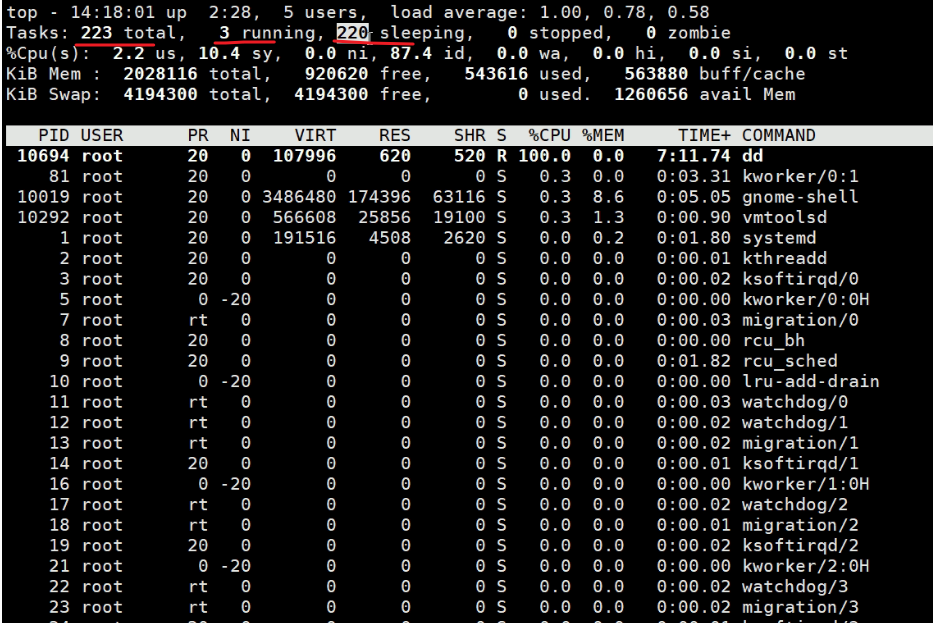 top - 14:18:01 up  2:28,  5 users,  load average: 1.00, 0.78, 0.58
Tasks: 223 total,   3 running, 220 sleeping,   0 stopped,   0 zombie
%Cpu(s):  2.2 us, 10.4 sy,  0.0 ni, 87.4 id,  0.0 wa,  0.0 hi,  0.0 si,  0.0 st
KiB Mem :  2028116 total,   920620 free,   543616 used,   563880 buff/cache
KiB Swap:  4194300 total,  4194300 free,        0 used.  1260656 avail Mem
PID USER      PR  NI    VIRT    RES    SHR S  %CPU %MEM     TIME+ COMMAND
10694 root      20   0  107996    620    520 R 100.0  0.0   7:11.74 dd
81 root      20   0       0      0      0 S   0.3  0.0   0:03.31 kworker/0:1
10019 root      20   0 3486480 174396  63116 S   0.3  8.6   0:05.05 gnome-shell
10292 root      20   0  566608  25856  19100 S   0.3  1.3   0:00.90 vmtoolsd
1 root      20   0  191516   4508   2620 S   0.0  0.2   0:01.80 systemd
2 root      20   0       0      0      0 S   0.0  0.0   0:00.01 kthreadd
3 root      20   0       0      0      0 S   0.0  0.0   0:00.02 ksoftirqd/0
5 root       0 -20       0      0      0 S   0.0  0.0   0:00.00 kworker/0:0H
7 root      rt   0       0      0      0 S   0.0  0.0   0:00.03 migration/0
8 root      20   0       0      0      0 S   0.0  0.0   0:00.00 rcu_bh
9 root      20   0       0      0      0 S   0.0  0.0   0:01.82 rcu_sched
10 root       0 -20       0      0      0 S   0.0  0.0   0:00.00 lru-add-drain
11 root      rt   0       0      0      0 S   0.0  0.0   0:00.03 watchdog/0
12 root      rt   0       0      0      0 S   0.0  0.0   0:00.02 watchdog/1
13 root      rt   0       0      0      0 S   0.0  0.0   0:00.02 migration/1
14 root      20   0       0      0      0 S   0.0  0.0   0:00.01 ksoftirqd/1
16 root       0 -20       0      0      0 S   0.0  0.0   0:00.00 kworker/1:0H
17 root      rt   0       0      0      0 S   0.0  0.0   0:00.02 watchdog/2
18 root      rt   0       0      0      0 S   0.0  0.0   0:00.01 migration/2
19 root      20   0       0      0      0 S   0.0  0.0   0:00.02 ksoftirqd/2
21 root       0 -20       0      0      0 S   0.0  0.0   0:00.00 kworker/2:0H
22 root      rt   0       0      0      0 S   0.0  0.0   0:00.02 watchdog/3
23 root      rt   0       0      0      0 S   0.0  0.0   0:00.02 migration/3